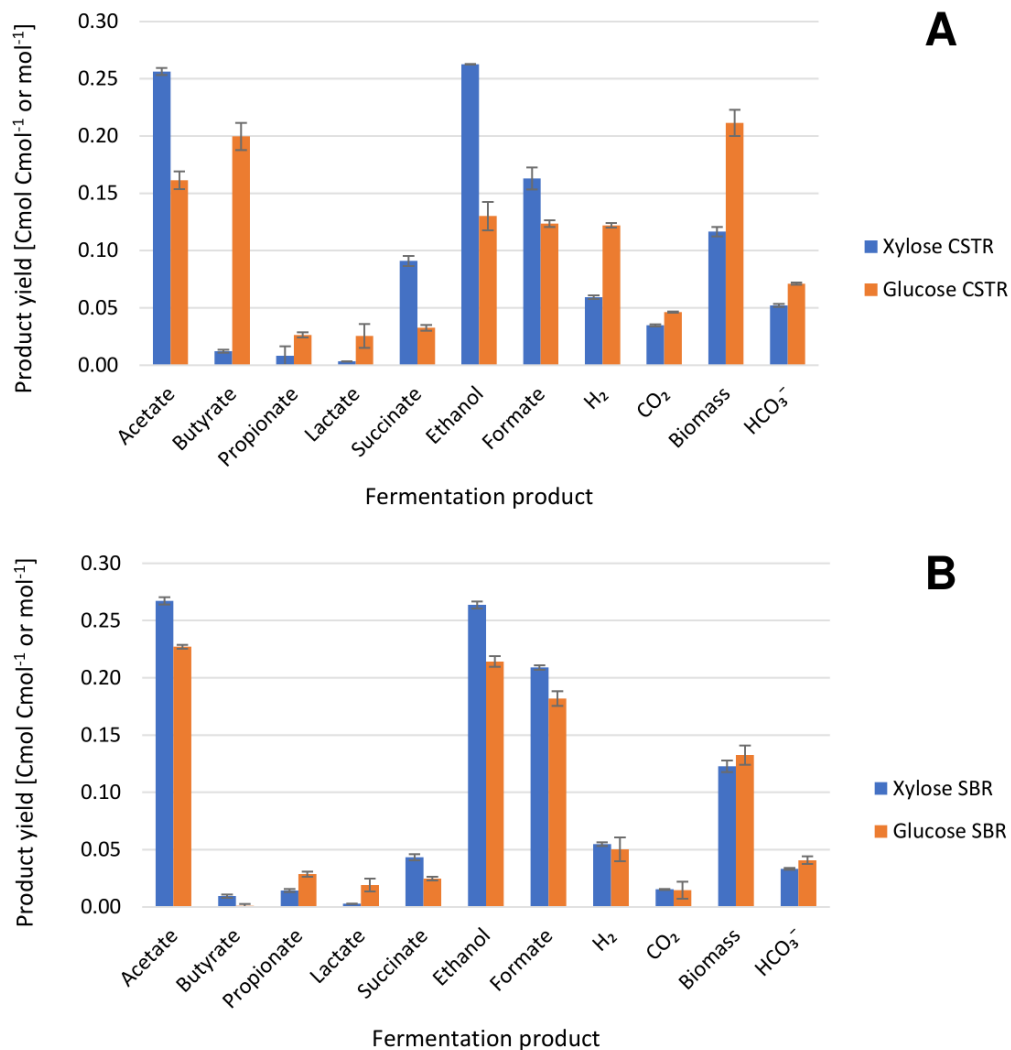 A
Product yield [Cmol Cmol⁻¹ or mol⁻¹]
0.30
0.25
0.20
0.15
0.10
0.05
0.00
Acetate
Butyrate
Propionate
Lactate
Succinate
Ethanol
Formate
H₂
CO₂
Biomass
HCO₃⁻
Fermentation product
Xylose CSTR
Glucose CSTR
B
Product yield [Cmol Cmol⁻¹ or mol⁻¹]
0.30
0.25
0.20
0.15
0.10
0.05
0.00
Acetate
Butyrate
Propionate
Lactate
Succinate
Ethanol
Formate
H₂
CO₂
Biomass
HCO₃⁻
Fermentation product
Xylose SBR
Glucose SBR